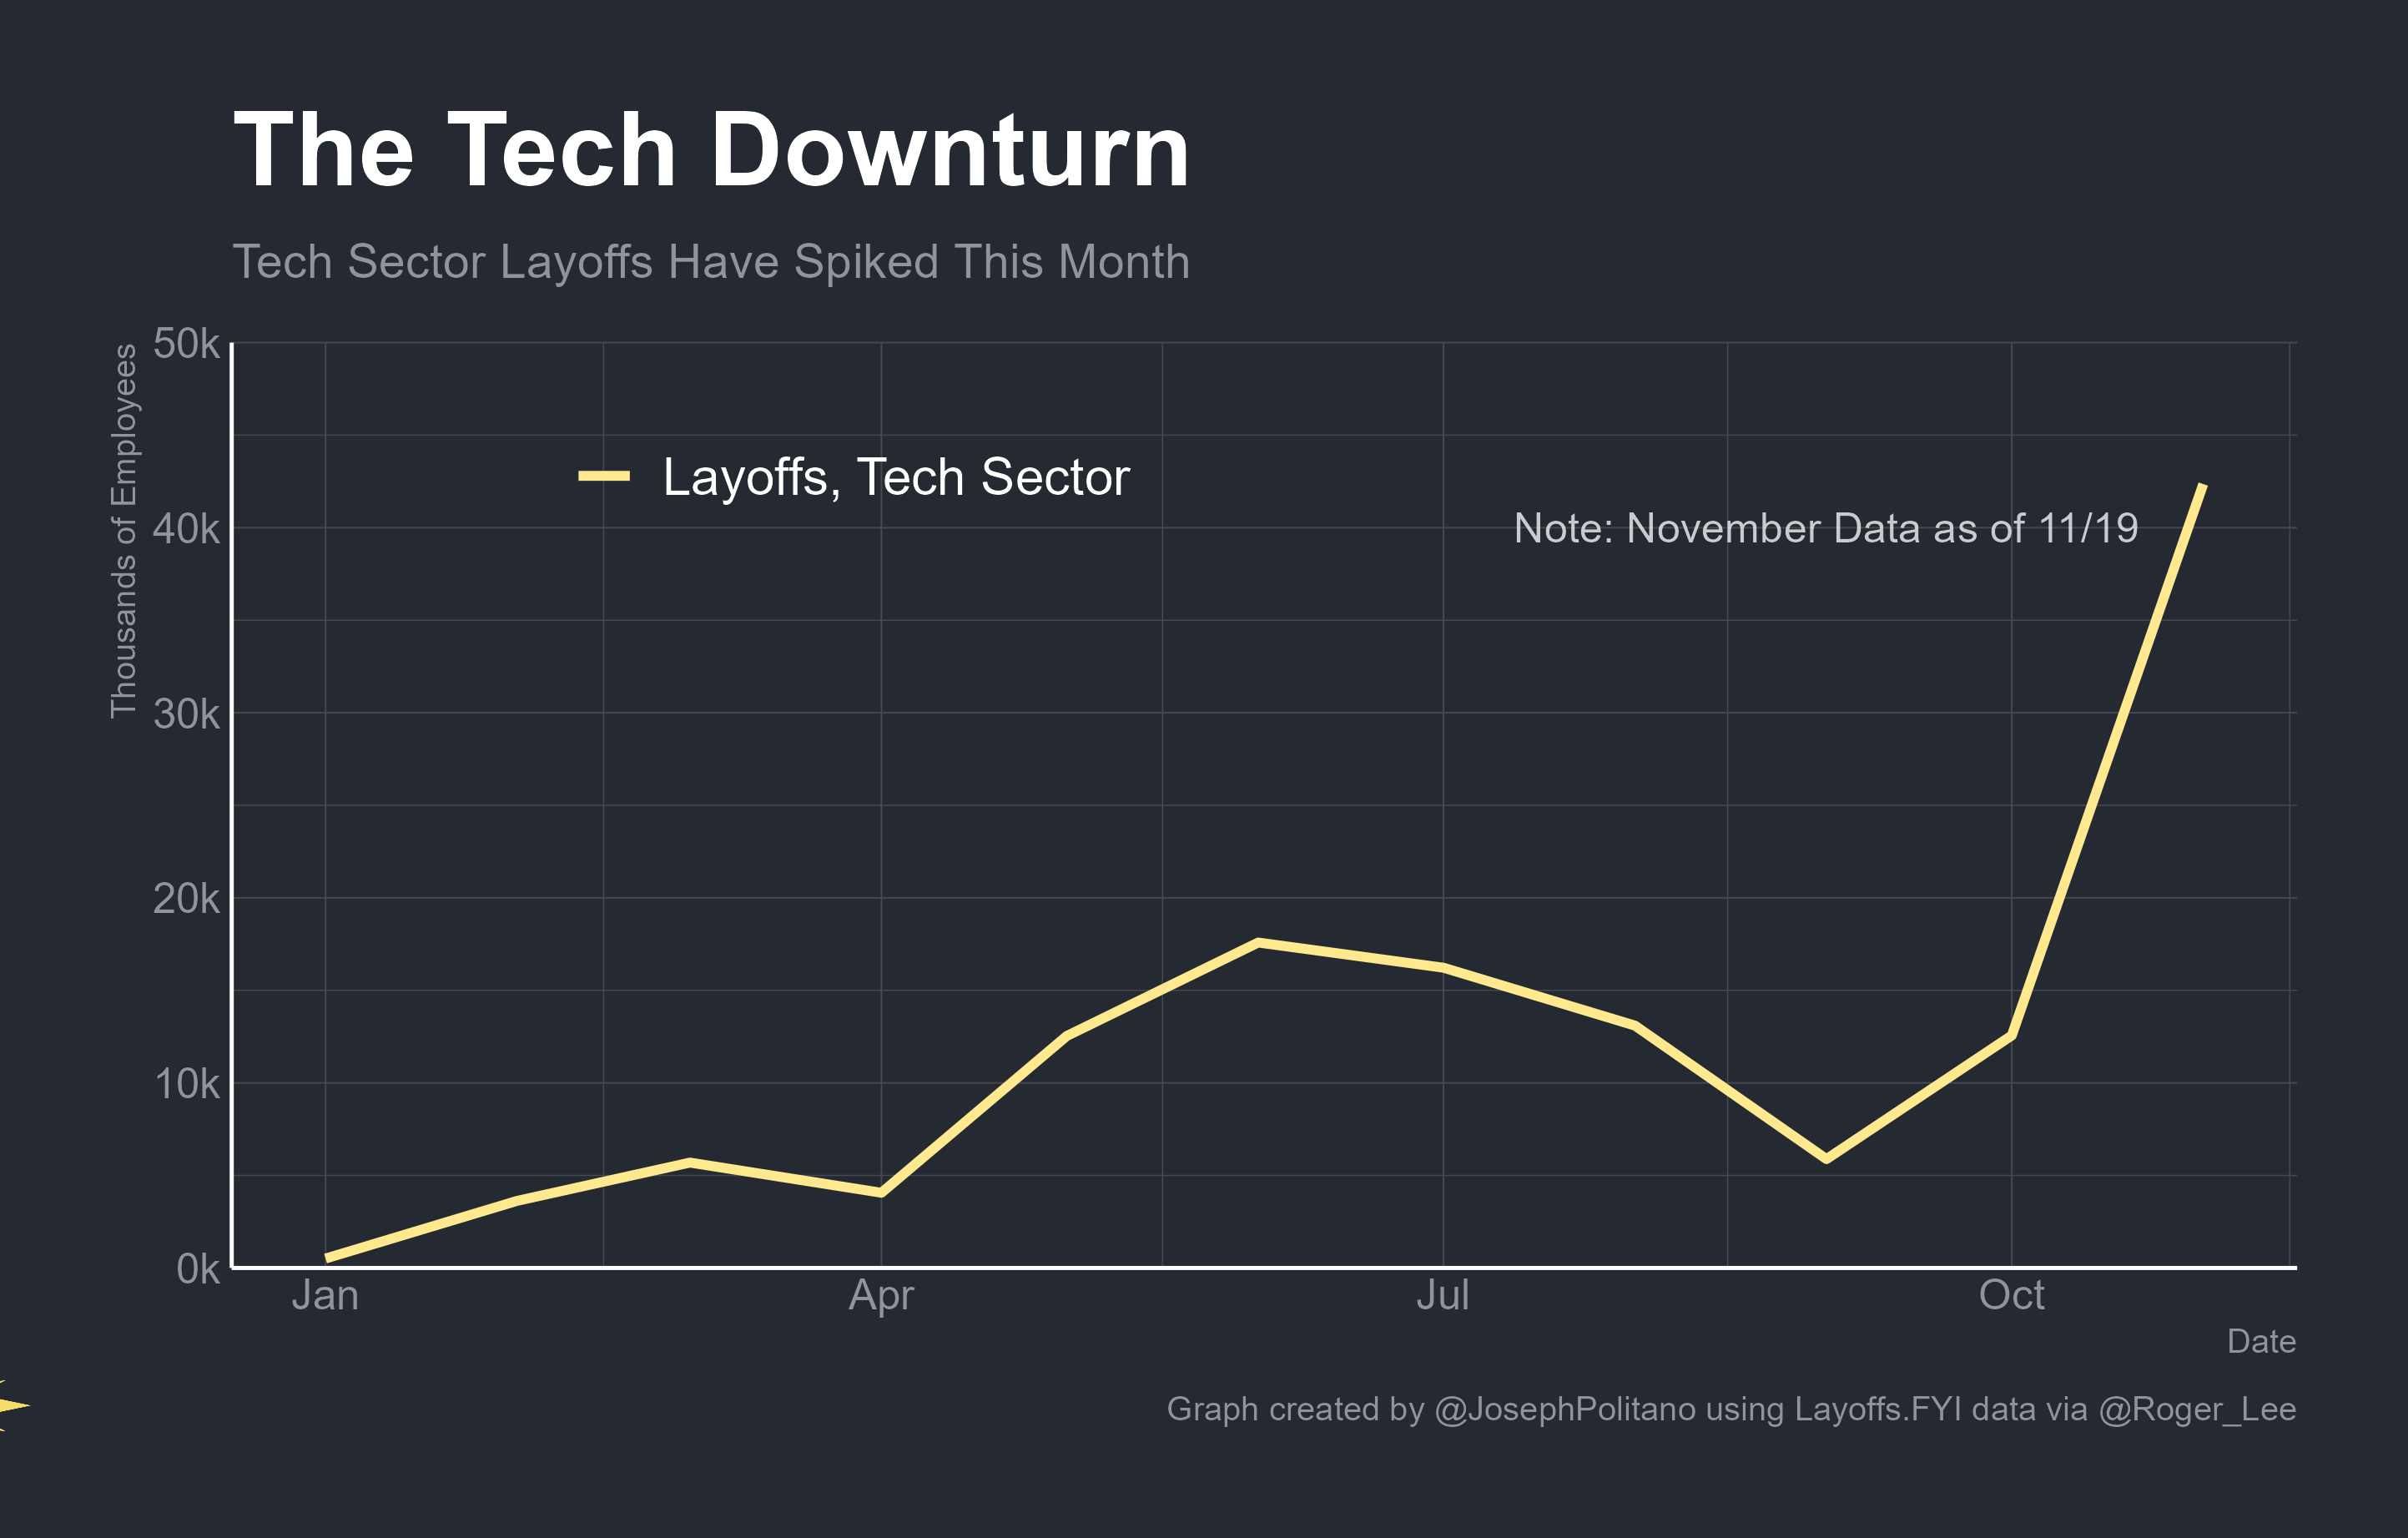 The Tech Downturn
Tech Sector Layoffs Have Spiked This Month
Thousands of Employees
50k
40k
30k
20k
10k
0k
Layoffs, Tech Sector
Note: November Data as of 11/19
Jan
Apr
Jul
Oct
Date
Graph created by @JosephPolitano using Layoffs.FYI data via @Roger_Lee